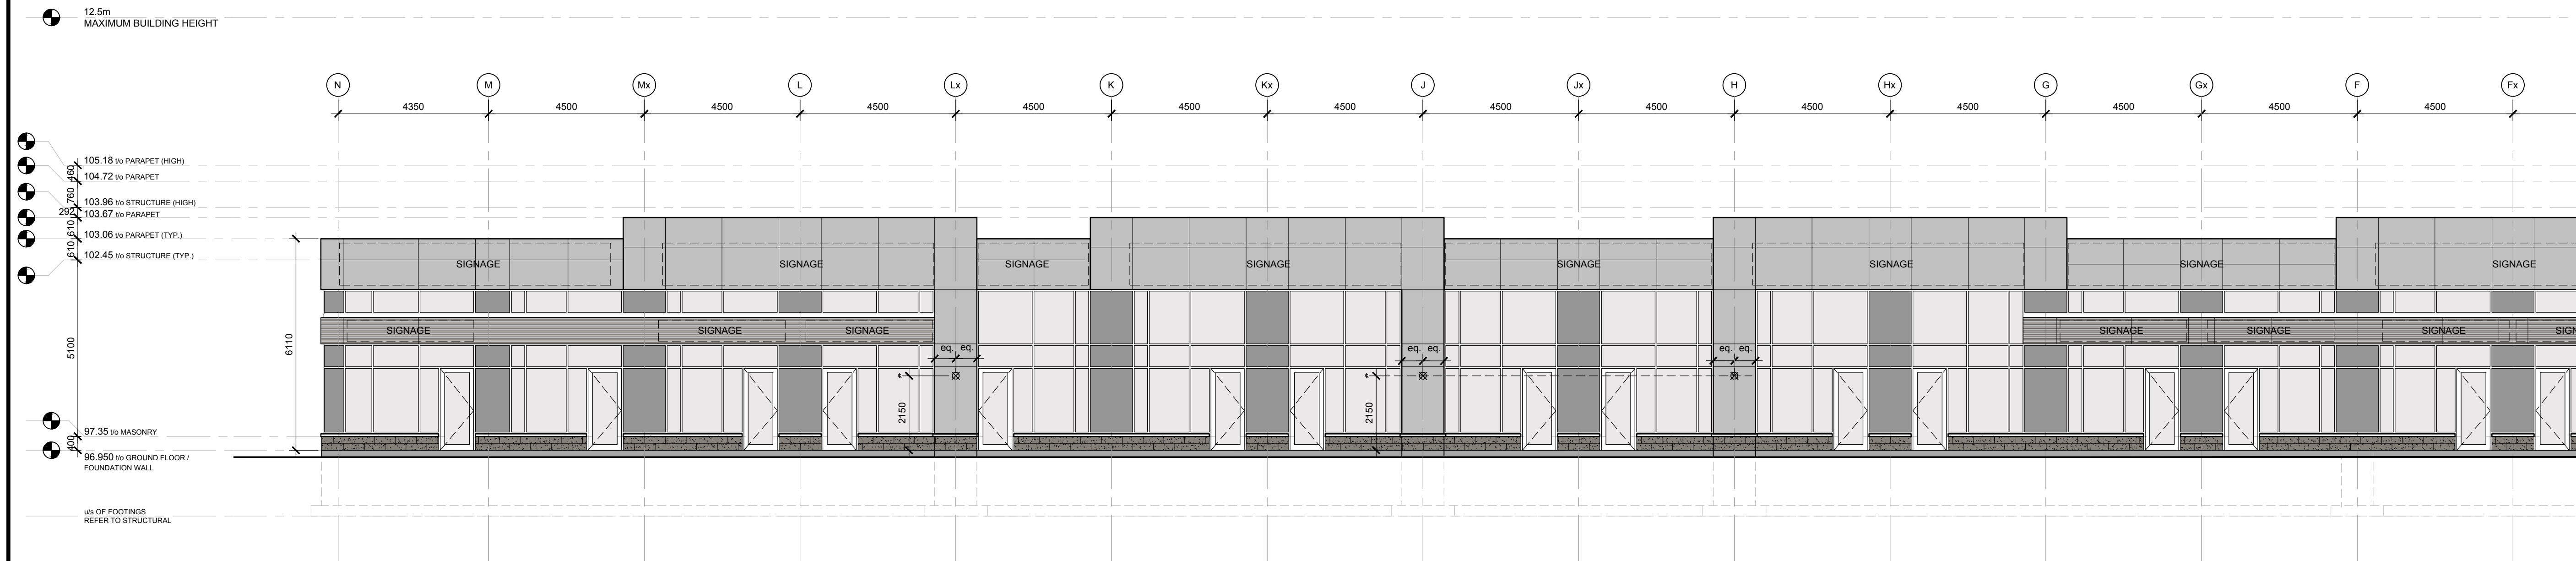 12.5m
MAXIMUM BUILDING HEIGHT
N M Mx L Lx K Kx J Jx H Hx G Gx F Fx
4350 4500 4500 4500 4500 4500 4500 4500 4500 4500 4500 4500 4500 4500
105.18 t/o PARAPET (HIGH)
460
104.72 t/o PARAPET
760
103.96 t/o STRUCTURE (HIGH)
292
103.67 t/o PARAPET
610
103.06 t/o PARAPET (TYP.)
610
102.45 t/o STRUCTURE (TYP.)
SIGNAGE SIGNAGE SIGNAGE SIGNAGE SIGNAGE SIGNAGE SIGNAGE SIGNAGE
SIGNAGE SIGNAGE SIGNAGE SIGNAGE SIGNAGE SIGNAGE SIGN
5100
6110
eq. eq. eq. eq. eq. eq.
2150 2150
97.35 t/o MASONRY
400
96.950 t/o GROUND FLOOR /
FOUNDATION WALL
u/s OF FOOTINGS
REFER TO STRUCTURAL